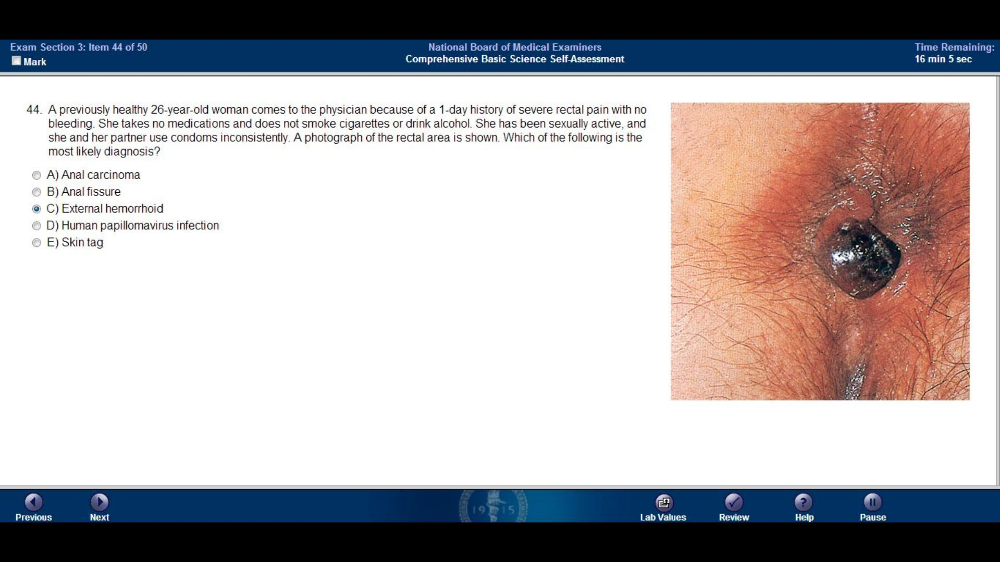 Exam Section 3: Item 44 of 50
National Board of Medical Examiners
Time Remaining:
Mark
Comprehensive Basic Science Self-Assessment
16 min 5 sec
44. A previously healthy 26-year-old woman comes to the physician because of a 1-day history of severe rectal pain with no
bleeding. She takes no medications and does not smoke cigarettes or drink alcohol. She has been sexually active, and
she and her partner use condoms inconsistently. A photograph of the rectal area is shown. Which of the following is the
most likely diagnosis?
A) Anal carcinoma
B) Anal fissure
C) External hemorrhoid
D) Human papillomavirus infection
E) Skin tag
1915
Previous
Next
Lab Values
Review
Help
Pause